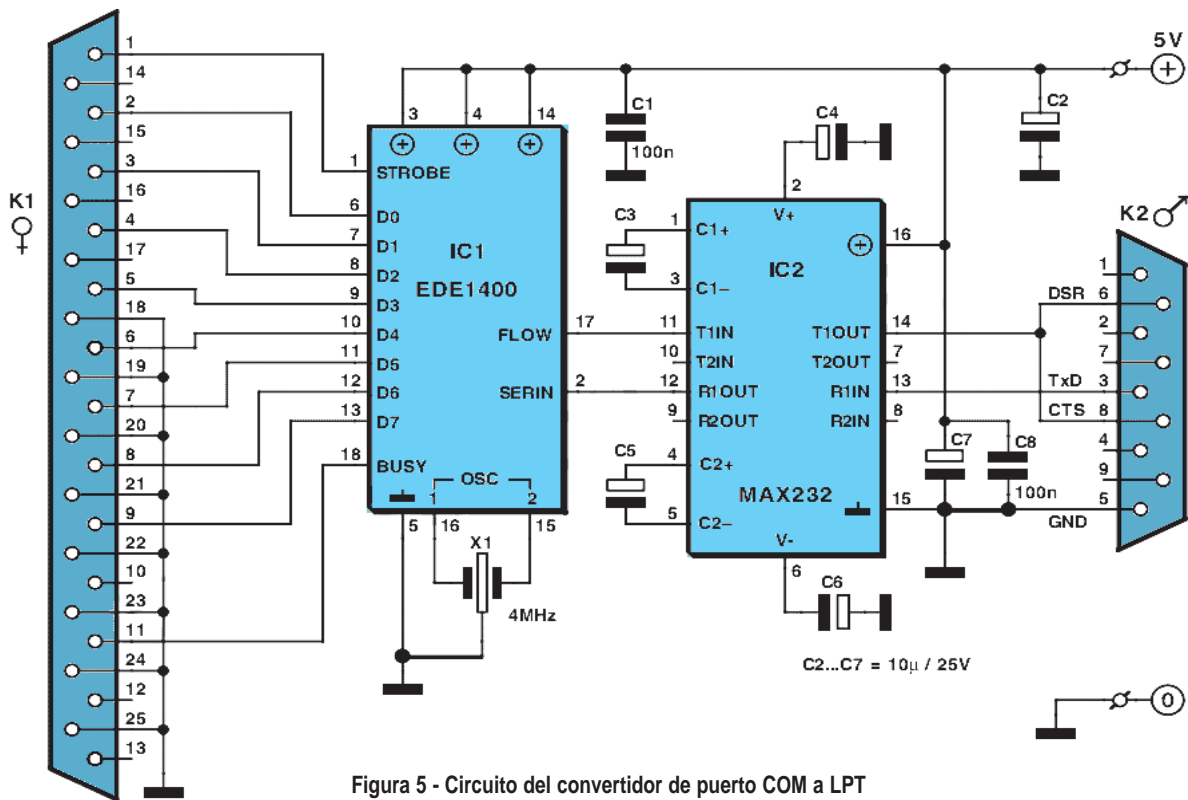 K1
1
14
2
15
3
16
4
17
5
18
6
19
7
20
8
21
9
22
10
23
11
24
12
25
13
3 4 14
1 STROBE
6 D0
7 D1
8 D2
9 D3
10 D4
11 D5
12 D6
13 D7
18 BUSY
IC1
EDE1400
FLOW 17
SERIN 2
OSC
1 2
5 16 15
X1
4MHz
C1
100n
C2
C3
C4
C5
C6
C7
C8
100n
2
V+
1 C1+
3 C1–
11 T1IN
10 T2IN
12 R1OUT
9 R2OUT
4 C2+
5 C2–
IC2
MAX232
16
T1OUT 14
T2OUT 7
R1IN 13
R2IN 8
15
V-
6
C2...C7 = 10µ / 25V
5V
+
K2
1
DSR 6
2
7
TxD 3
CTS 8
4
9
GND 5
0
Figura 5 - Circuito del convertidor de puerto COM a LPT